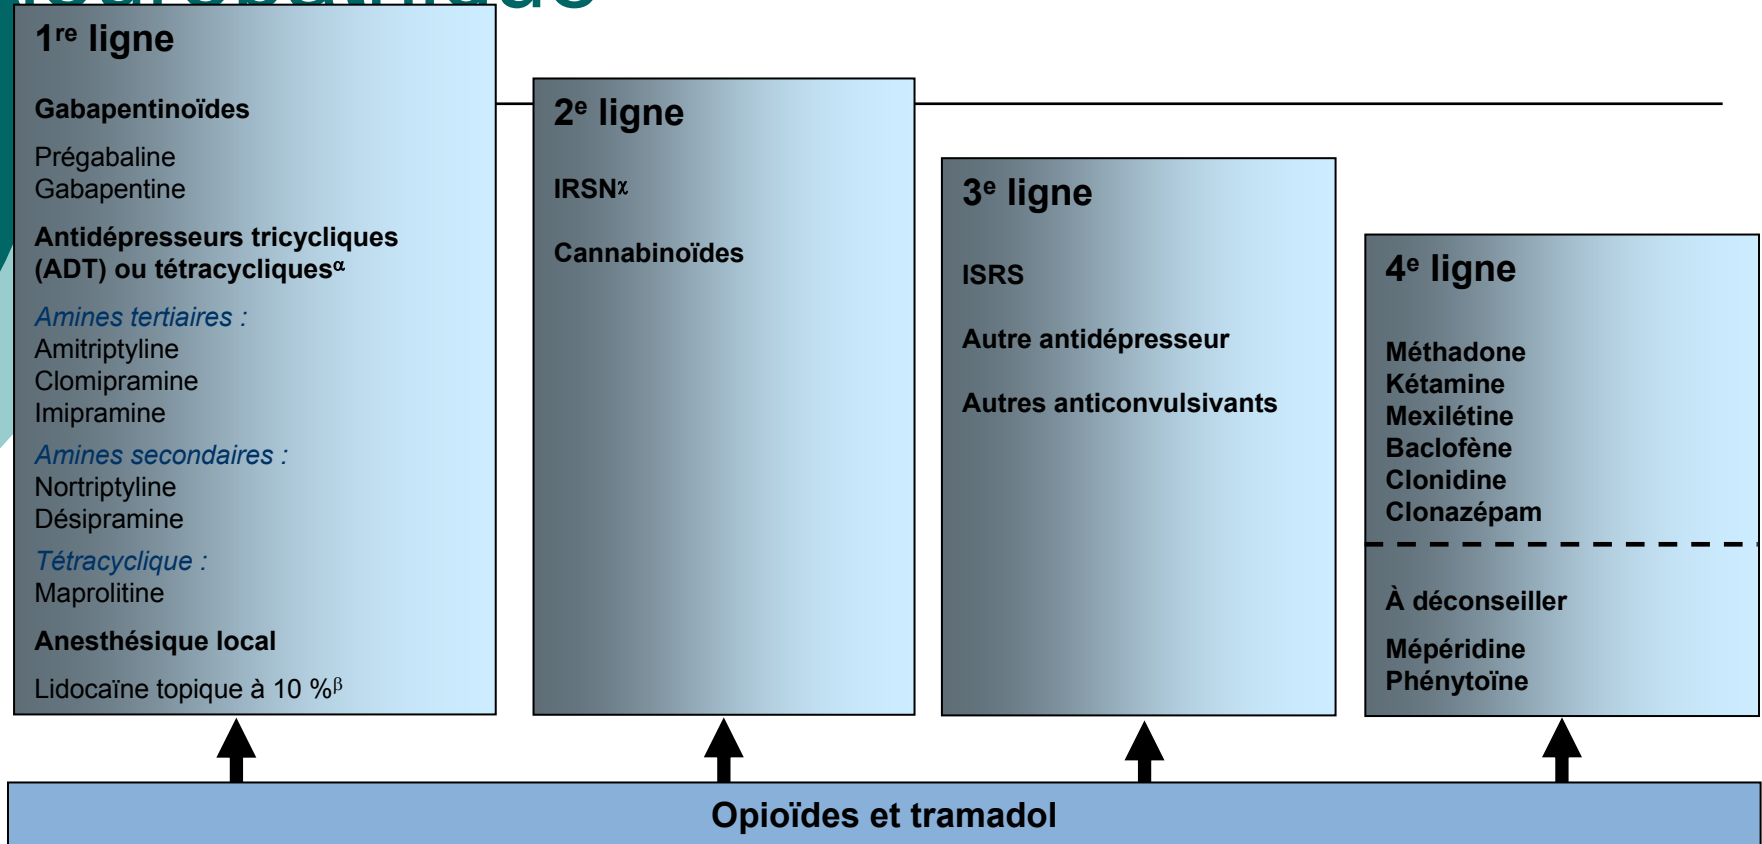 1re ligne
Gabapentinoïdes
Prégabaline
Gabapentine
Antidépresseurs tricycliques
(ADT) ou tétracycliquesα
Amines tertiaires :
Amitriptyline
Clomipramine
Imipramine
Amines secondaires :
Nortriptyline
Désipramine
Tétracyclique :
Maprolitine
Anesthésique local
Lidocaïne topique à 10 %β
2e ligne
IRSNχ
Cannabinoïdes
3e ligne
ISRS
Autre antidépresseur
Autres anticonvulsivants
4e ligne
Méthadone
Kétamine
Mexilétine
Baclofène
Clonidine
Clonazépam
À déconseiller
Mépéridine
Phénytoïne
Opioïdes et tramadol